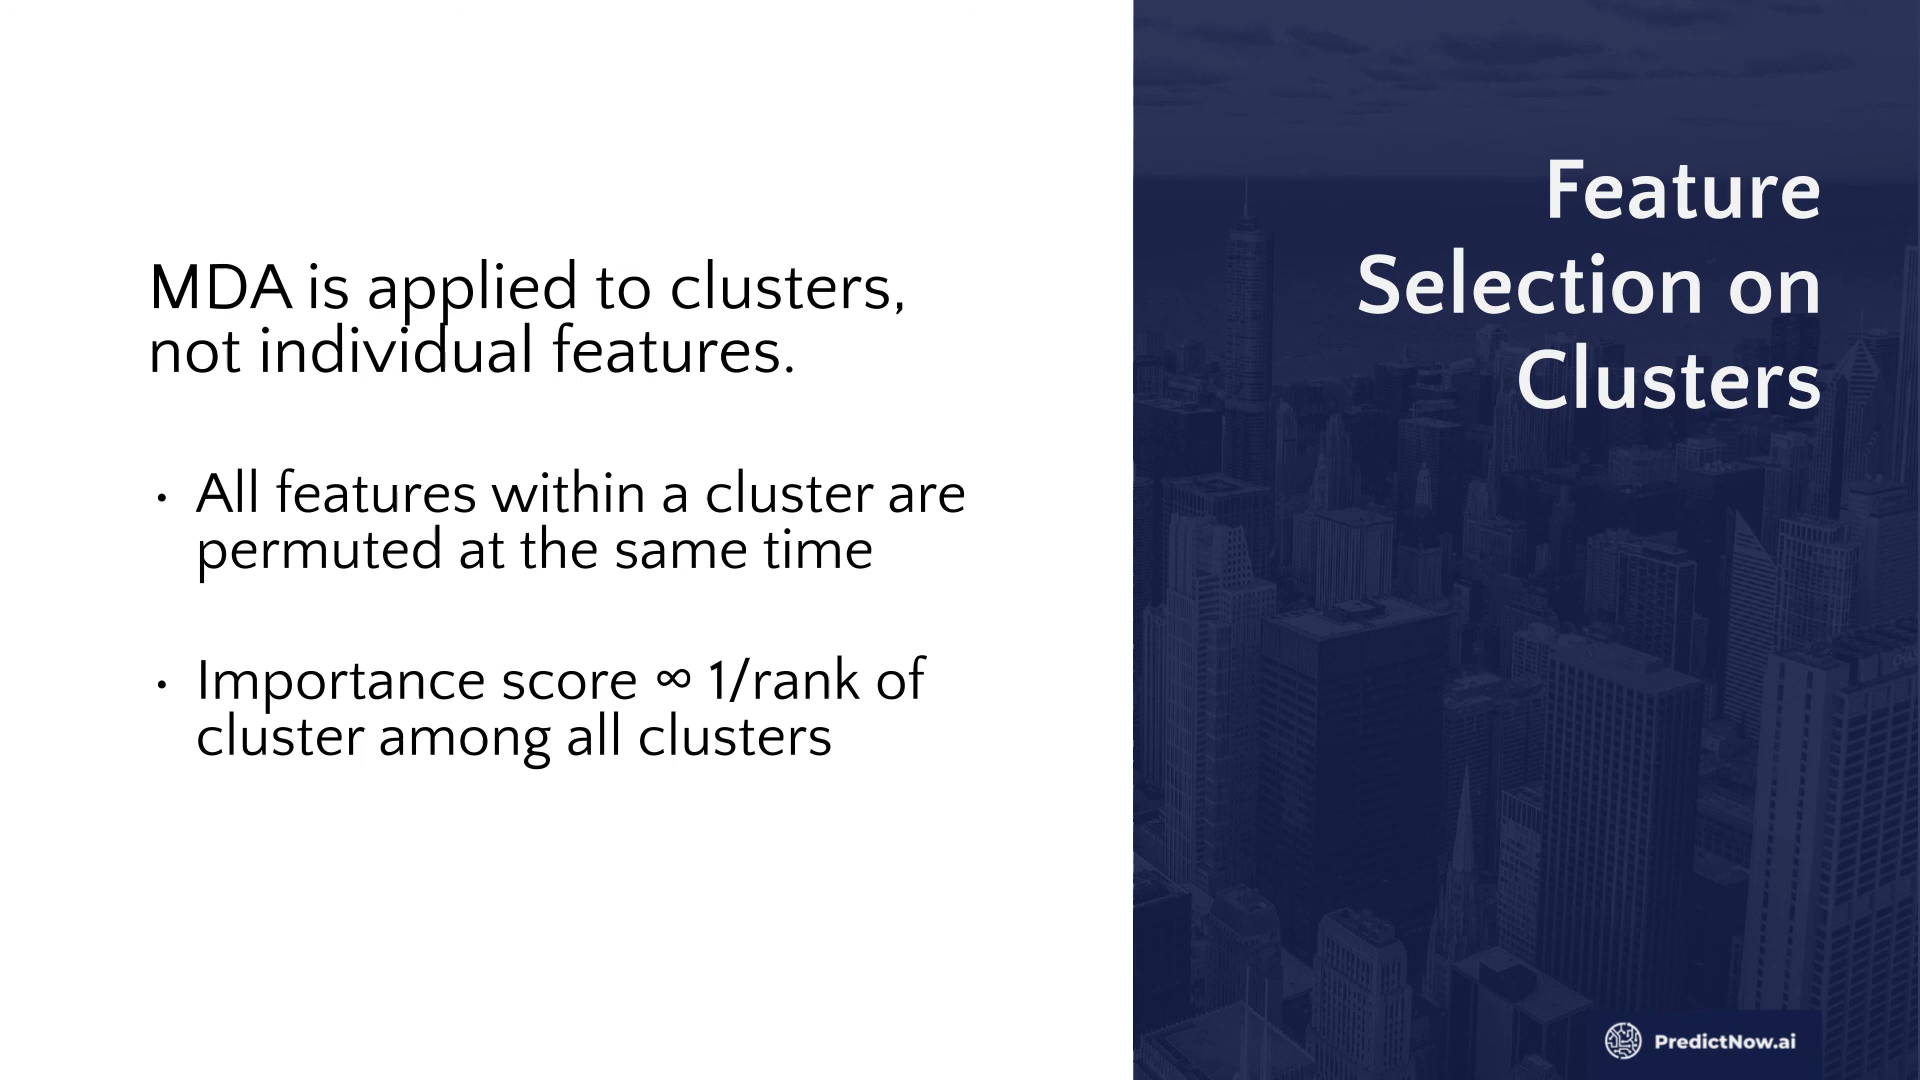 MDA is applied to clusters,
not individual features.
• All features within a cluster are
permuted at the same time
• Importance score ∞ 1/rank of
cluster among all clusters
Feature
Selection on
Clusters
PredictNow.ai